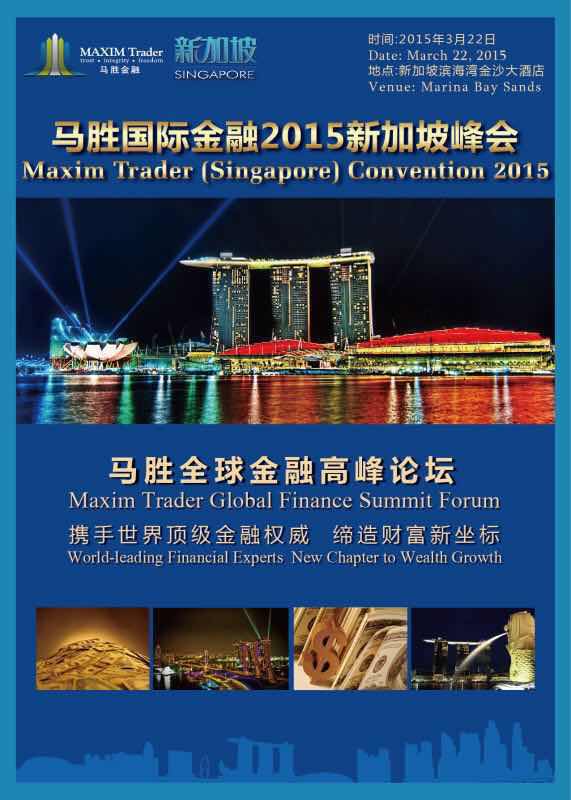 MAXIM Trader
trust • integrity • freedom
马胜金融
新加坡
SINGAPORE
时间:2015年3月22日
Date: March 22, 2015
地点:新加坡滨海湾金沙大酒店
Venue: Marina Bay Sands
马胜国际金融2015新加坡峰会
Maxim Trader (Singapore) Convention 2015
马胜全球金融高峰论坛
Maxim Trader Global Finance Summit Forum
携手世界顶级金融权威 缔造财富新坐标
World-leading Financial Experts New Chapter to Wealth Growth